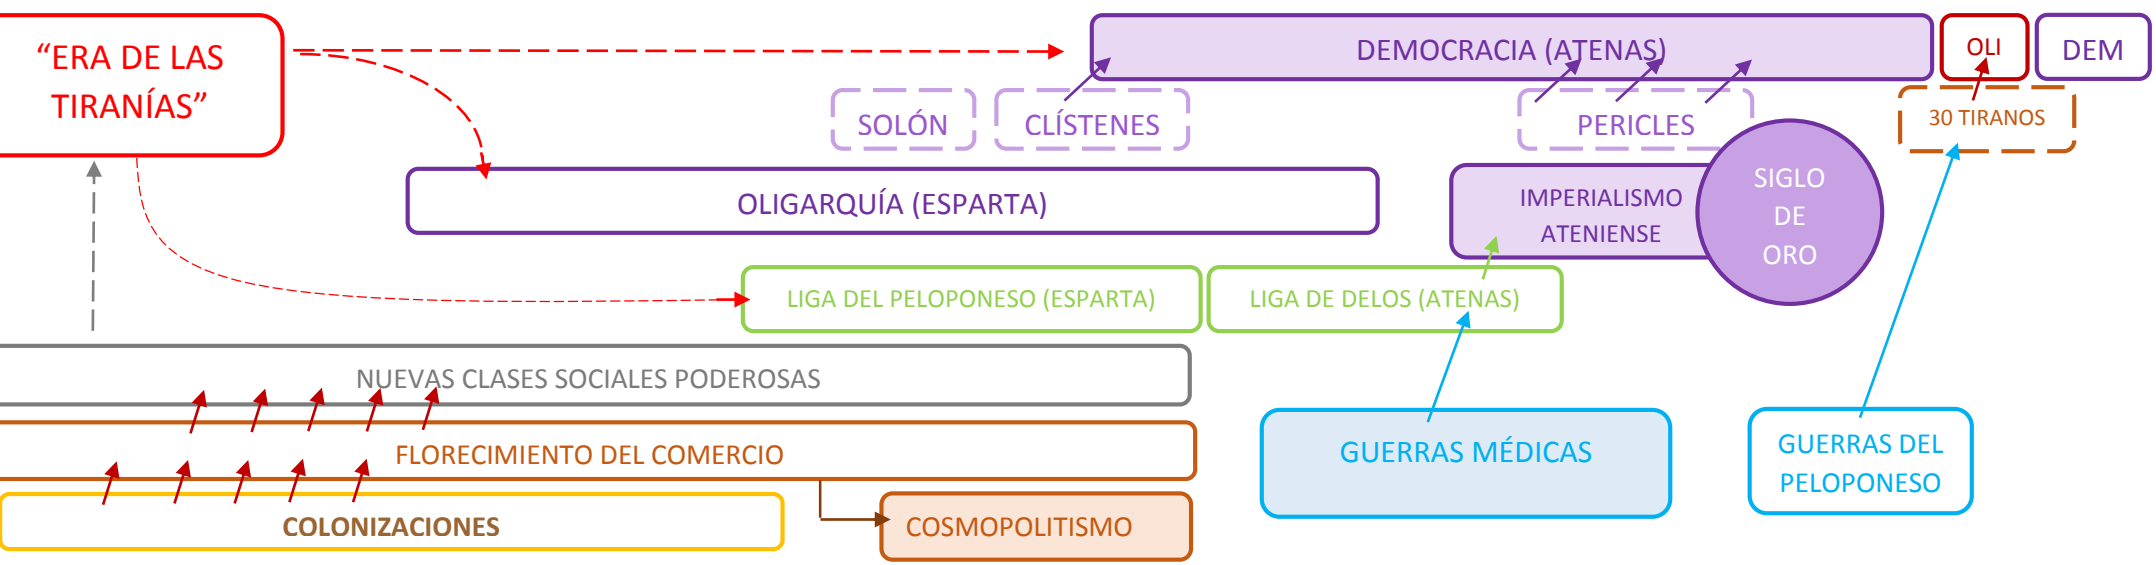 “ERA DE LAS
TIRANÍAS”
DEMOCRACIA (ATENAS)
OLI
DEM
SOLÓN
CLÍSTENES
PERICLES
30 TIRANOS
OLIGARQUÍA (ESPARTA)
IMPERIALISMO
ATENIENSE
SIGLO
DE
ORO
LIGA DEL PELOPONESO (ESPARTA)
LIGA DE DELOS (ATENAS)
NUEVAS CLASES SOCIALES PODEROSAS
FLORECIMIENTO DEL COMERCIO
GUERRAS MÉDICAS
GUERRAS DEL
PELOPONESO
COLONIZACIONES
COSMOPOLITISMO